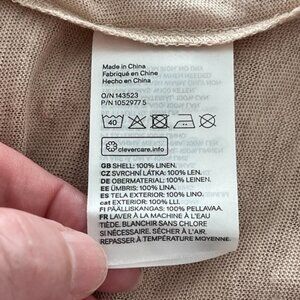 Made in China
Fabriqué en Chine
Hecho en China
O/N 143523
P/N 1052977 5
40
clevercare.info
GB SHELL: 100% LINEN.
CZ SVRCHNÍ LÁTKA: 100% LEN.
DE OBERMATERIAL: 100% LEINEN.
EE ÜMBRIS: 100% LINA.
ES TELA EXTERIOR: 100% LINO.
cat EXTERIOR: 100% LLI.
FI PÄÄLLISKANGAS: 100% PELLAVAA.
FR LAVER À LA MACHINE À L'EAU
TIÈDE. BLANCHIR SANS CHLORE
SI NÉCESSAIRE. SÉCHER À L'AIR
REPASSER À TEMPÉRATURE MOYENNE.